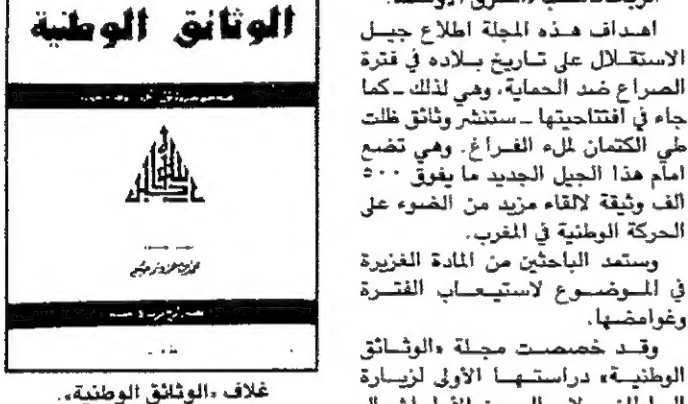 اهداف هذه المجلة اطلاع جيل
الاستقلال على تاريخ بلاده في فترة
الصراع ضد الحماية، وهي لذلك ـ كما
جاء في افتتاحيتها ـ ستنشر وثائق ظلت
طي الكتمان لملء الفراغ. وهي تضع
امام هذا الجيل الجديد ما يفوق ٥٠٠
الف وثيقة لالقاء مزيد من الضوء على
الحركة الوطنية في المغرب.
وستمد الباحثين من المادة الغزيرة
في الموضوع لاستيعاب الفترة
وغوامضها.
وقد خصصت مجلة «الوثائق
الوطنية» دراستها الأولى لزيارة
الوثائق الوطنية
غلاف «الوثائق الوطنية».